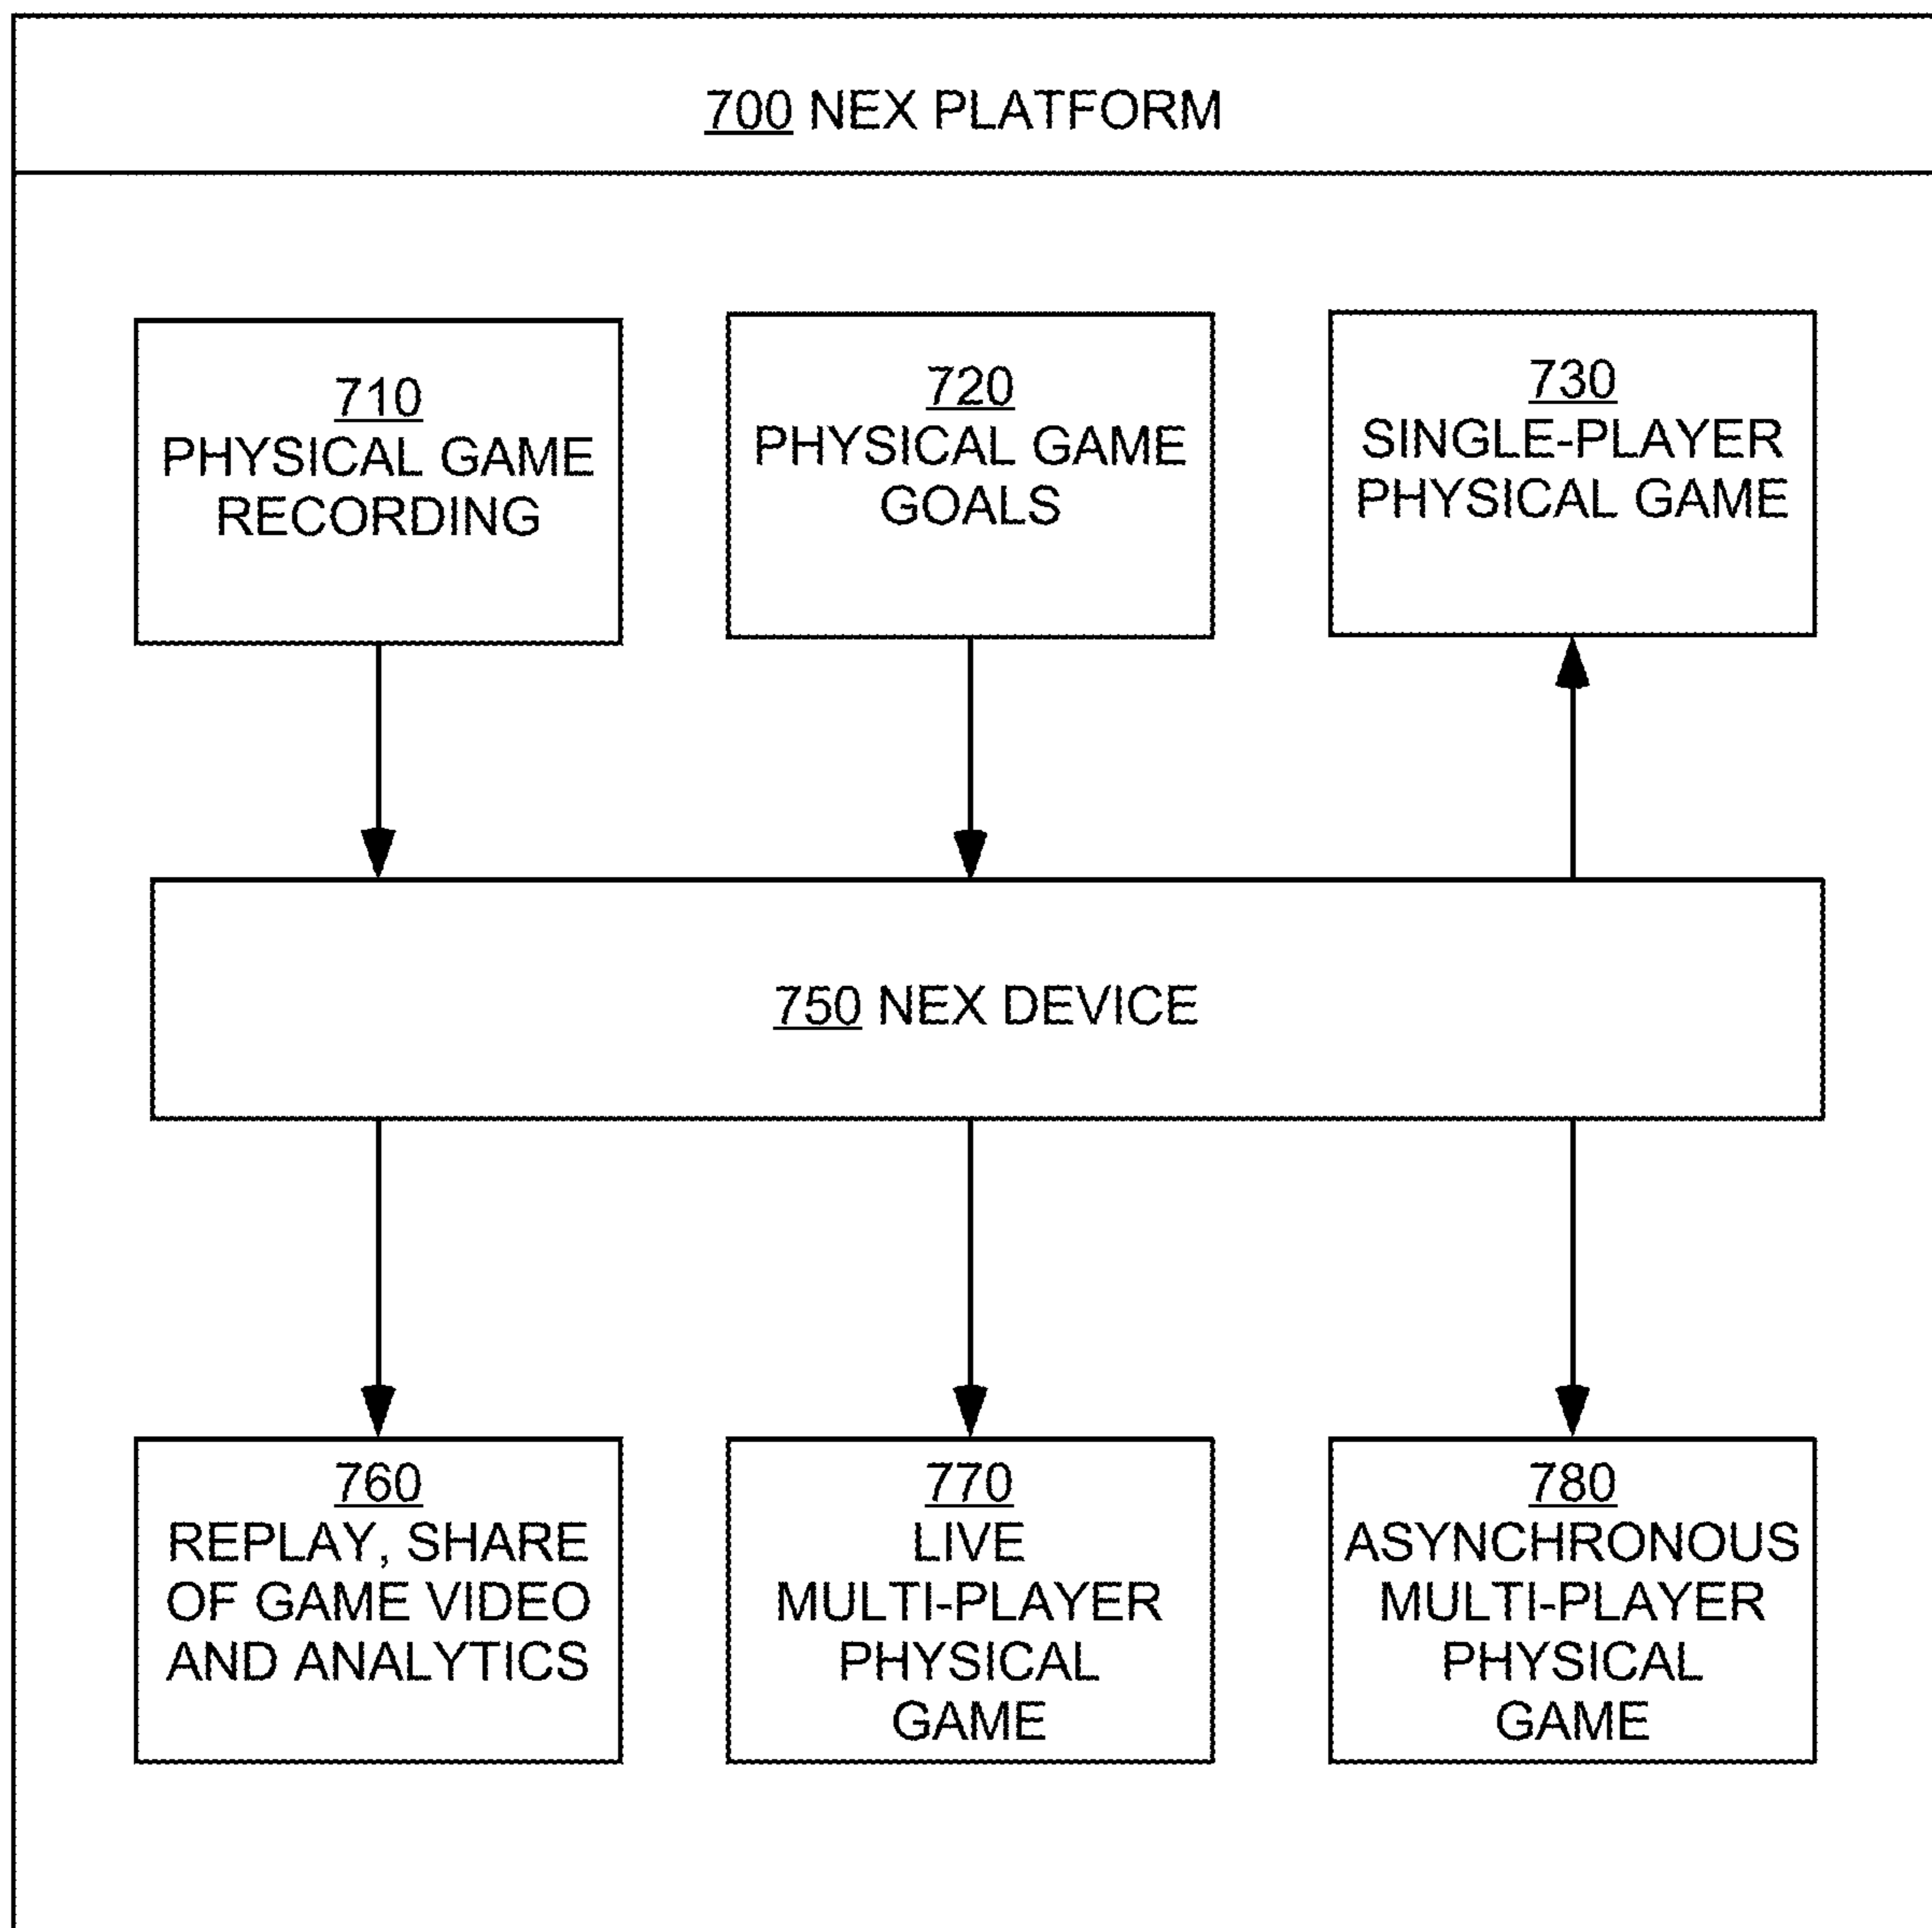 700 NEX PLATFORM
710
PHYSICAL GAME
RECORDING
720
PHYSICAL GAME
GOALS
730
SINGLE-PLAYER
PHYSICAL GAME
750 NEX DEVICE
760
REPLAY, SHARE
OF GAME VIDEO
AND ANALYTICS
770
LIVE
MULTI-PLAYER
PHYSICAL
GAME
780
ASYNCHRONOUS
MULTI-PLAYER
PHYSICAL
GAME